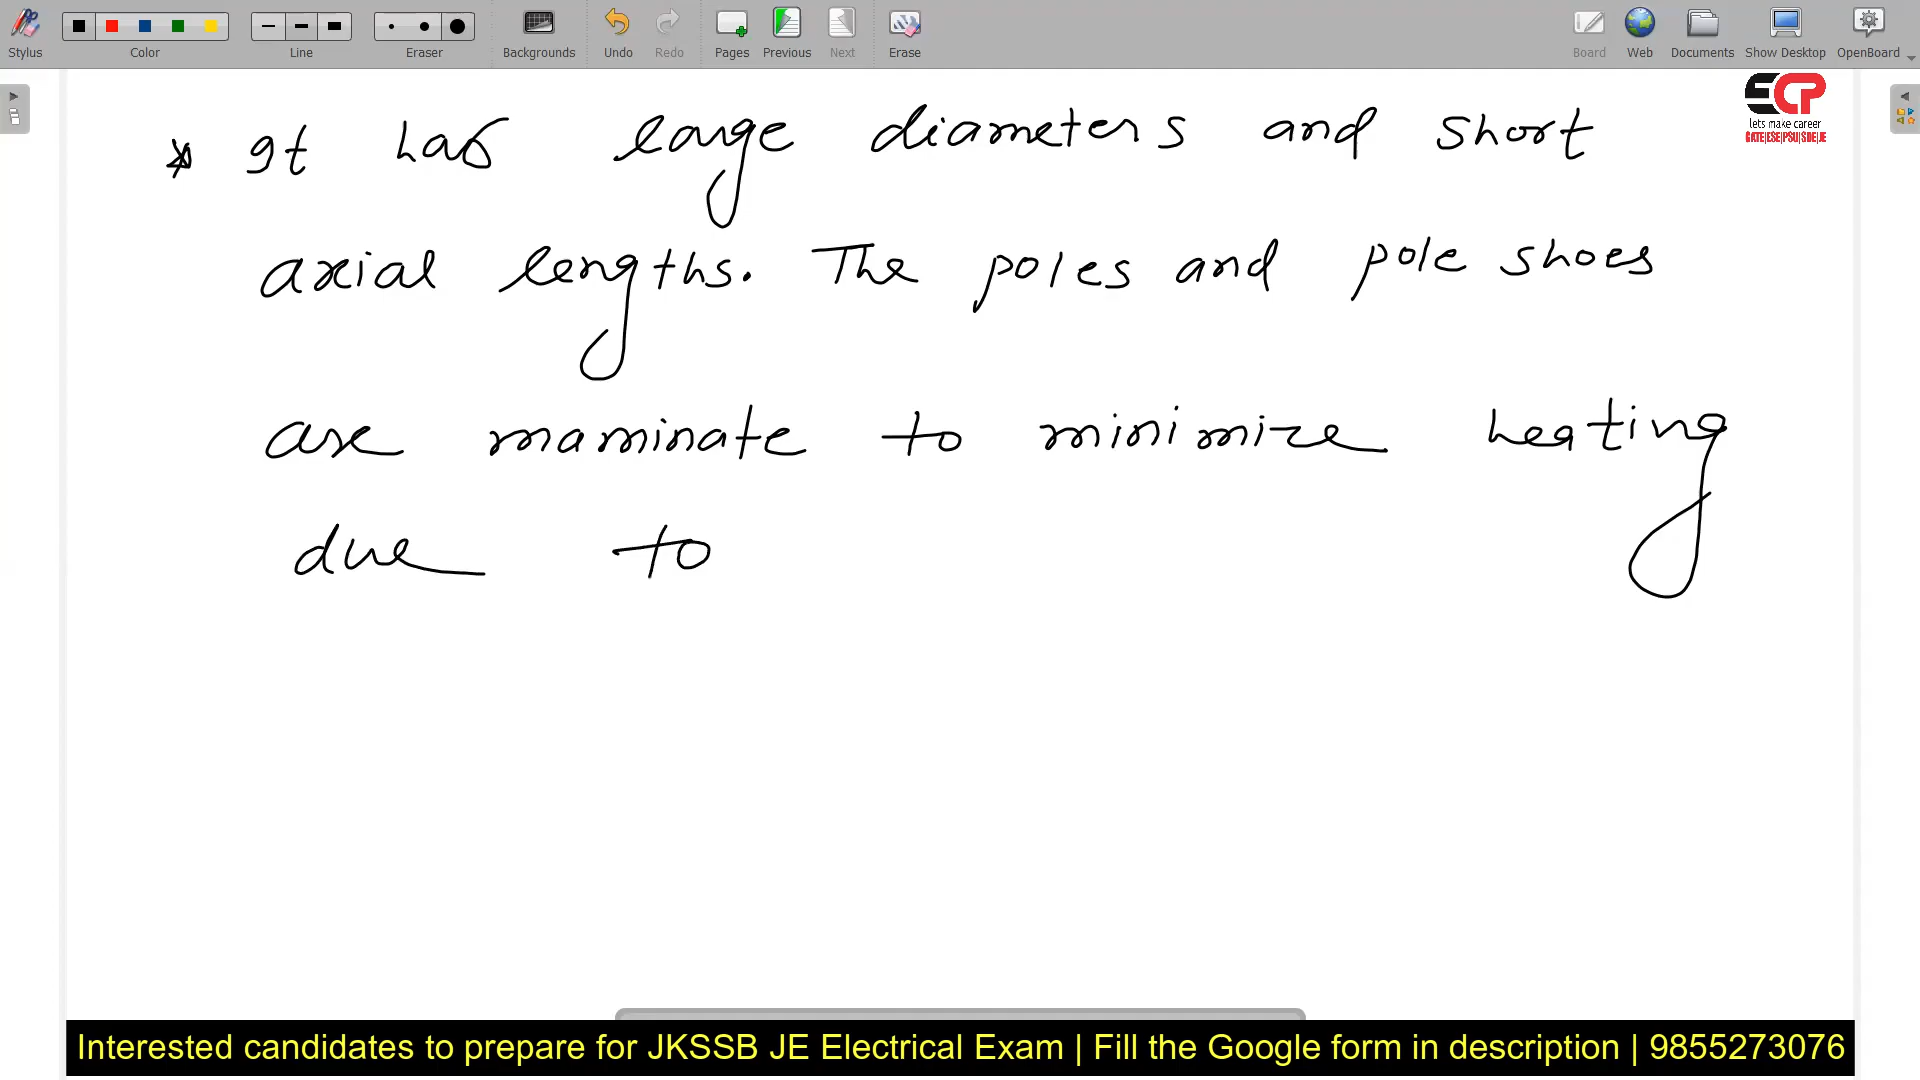 Stylus Color Line Eraser Backgrounds Undo Redo Pages Previous Next Erase Board Web Documents Show Desktop OpenBoard
ECP
lets make career
GATE|ESE|PSU|SDE|JE
* It has large diameters and short
axial lengths. The poles and pole shoes
are maminate to minimize heating
due to
Interested candidates to prepare for JKSSB JE Electrical Exam | Fill the Google form in description | 9855273076